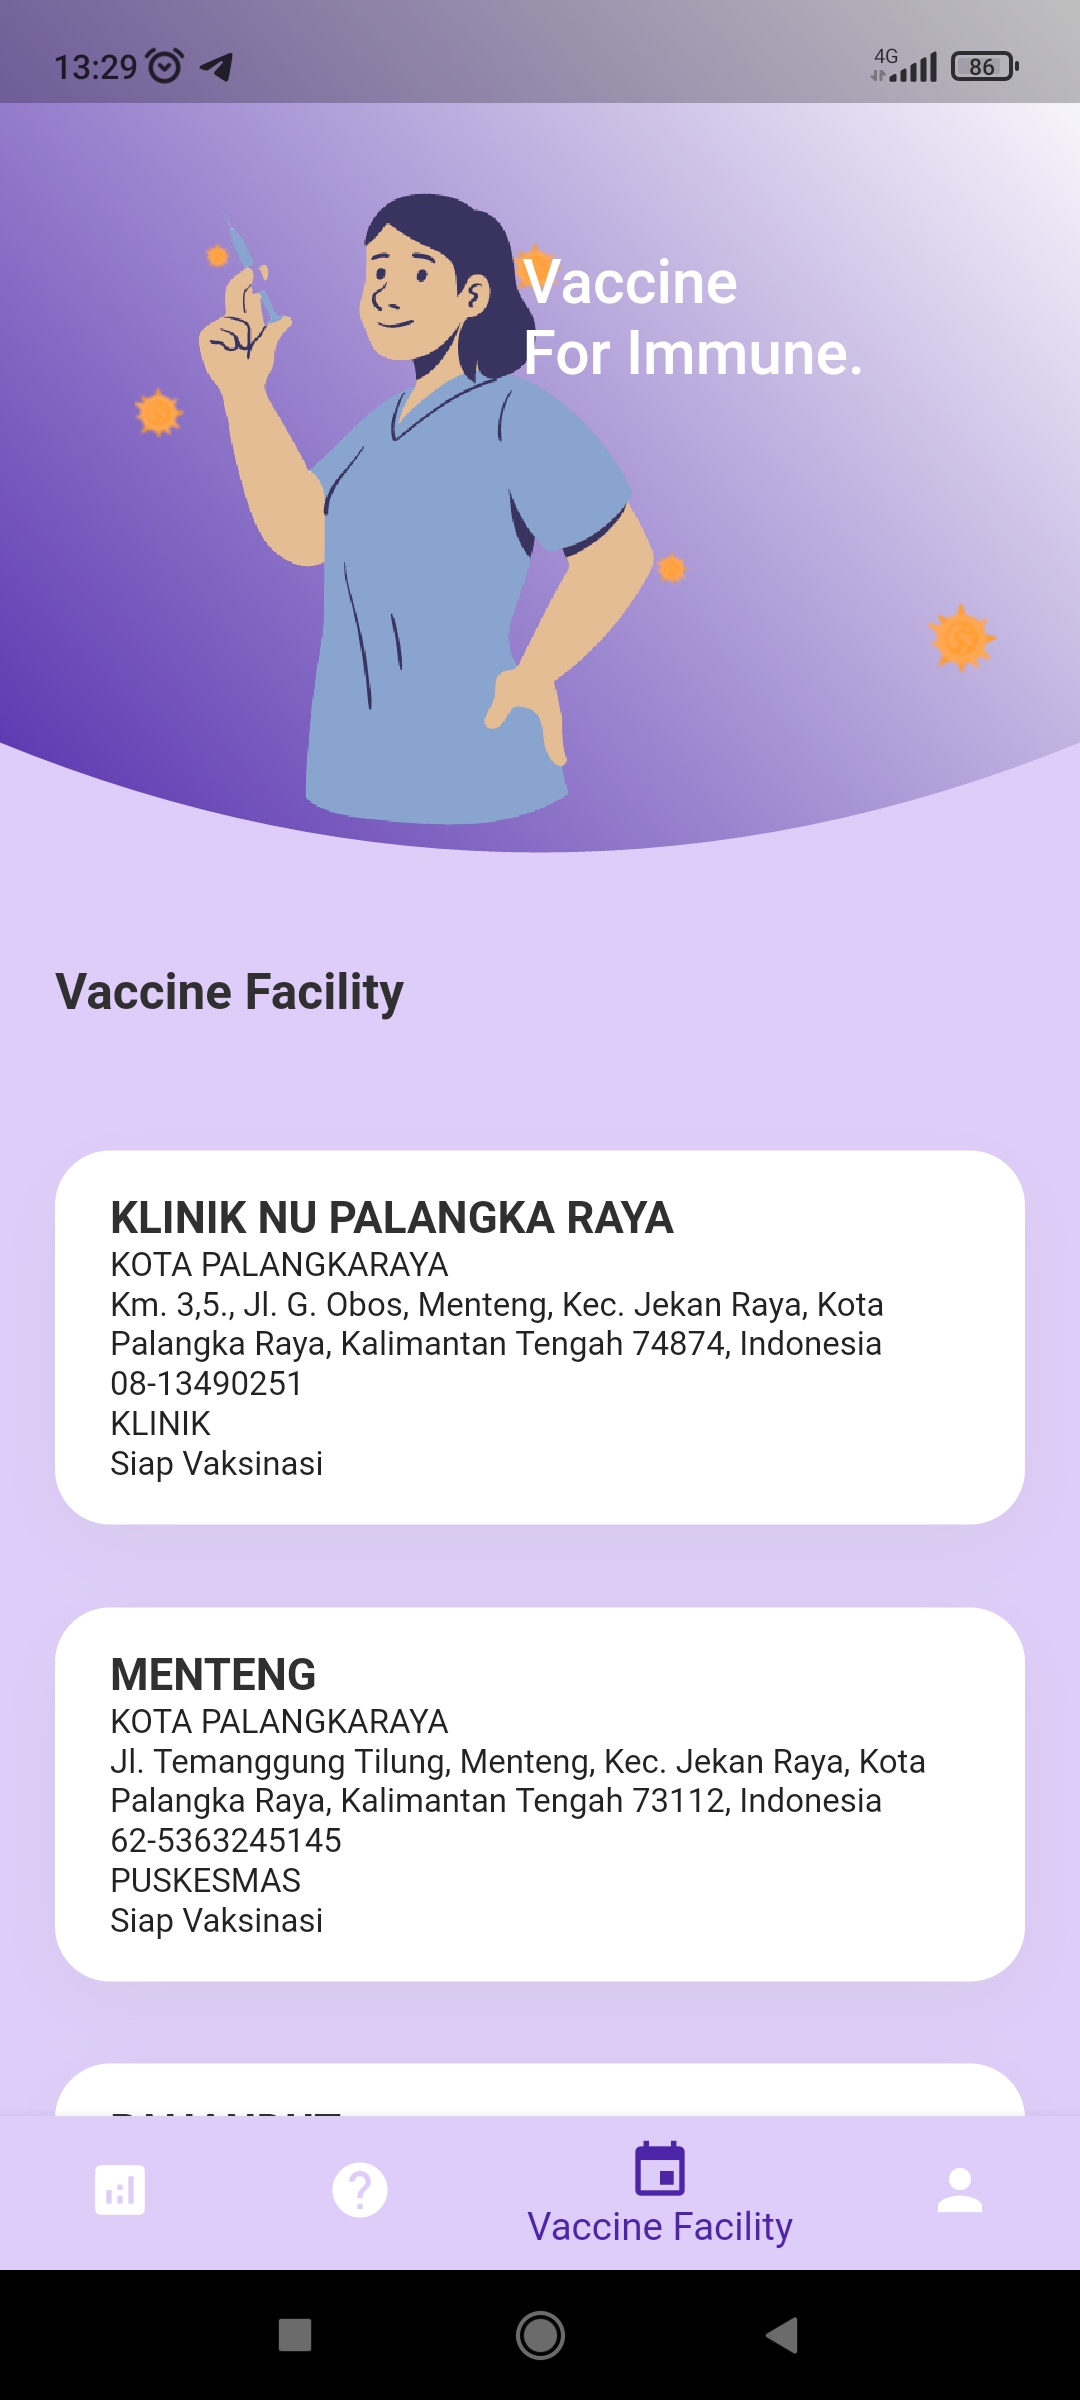 13:29
4G
86
Vaccine
For Immune.
Vaccine Facility
KLINIK NU PALANGKA RAYA
KOTA PALANGKARAYA
Km. 3,5., Jl. G. Obos, Menteng, Kec. Jekan Raya, Kota
Palangka Raya, Kalimantan Tengah 74874, Indonesia
08-13490251
KLINIK
Siap Vaksinasi
MENTENG
KOTA PALANGKARAYA
Jl. Temanggung Tilung, Menteng, Kec. Jekan Raya, Kota
Palangka Raya, Kalimantan Tengah 73112, Indonesia
62-5363245145
PUSKESMAS
Siap Vaksinasi
Vaccine Facility